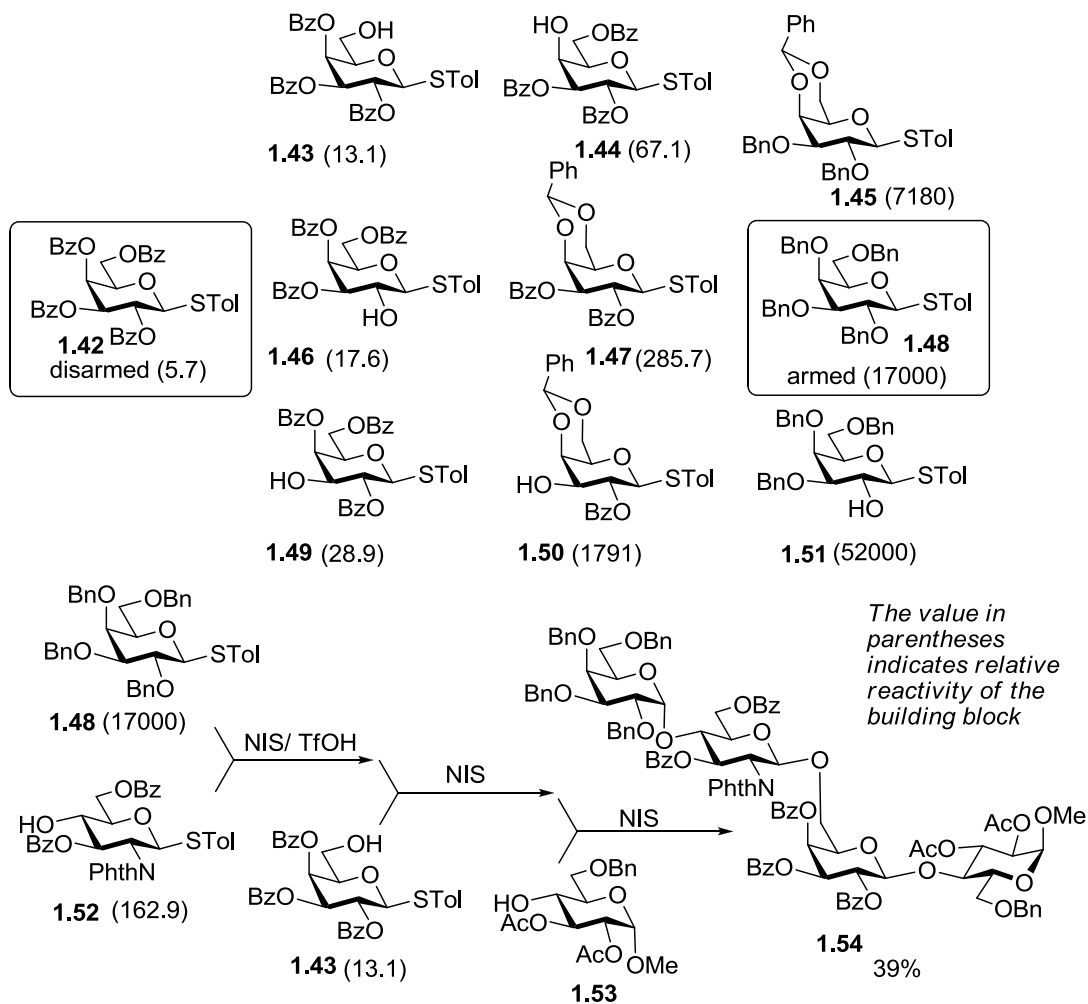 BzO OH
O
BzO STol
BzO
1.43 (13.1)
HO OBz
O
BzO STol
BzO
1.44 (67.1)
Ph
O O
O
BnO STol
BnO
1.45 (7180)
BzO OBz
O
BzO STol
BzO
1.42
disarmed (5.7)
BzO OBz
O
BzO STol
HO
1.46 (17.6)
Ph
O O
O
BzO STol
BzO
1.47 (285.7)
BnO OBn
O
BnO STol
BnO 1.48
armed (17000)
BzO OBz
O
HO STol
BzO
1.49 (28.9)
Ph
O O
O
HO STol
BzO
1.50 (1791)
BnO OBn
O
BnO STol
HO
1.51 (52000)
BnO OBn
O
BnO STol
BnO
1.48 (17000)
NIS/ TfOH
OBz
HO O
BzO STol
PhthN
1.52 (162.9)
NIS
BzO OH
O
BzO STol
BzO
1.43 (13.1)
NIS
OBn
HO O
AcO
AcO OMe
1.53
The value in
parentheses
indicates relative
reactivity of the
building block
BnO OBn
O
BnO
BnO O OBz
O
BzO O
PhthN
BzO
O
BzO O
BzO
AcO OMe
AcO
O
OBn
1.54
39%